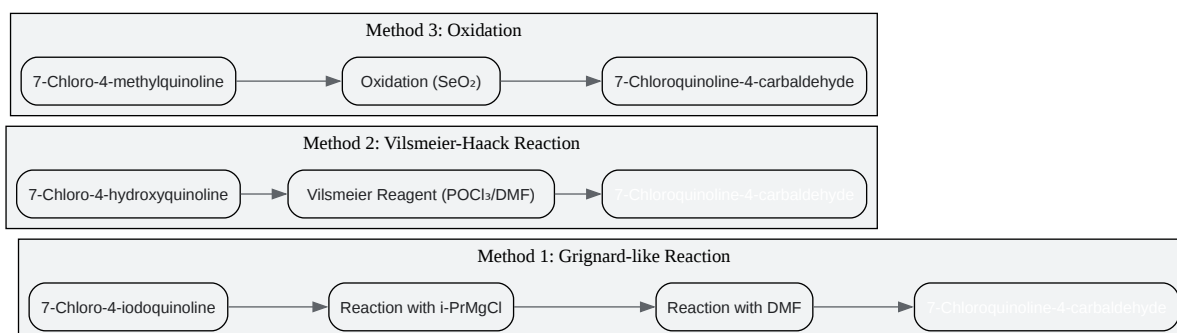 Method 3: Oxidation
7-Chloro-4-methylquinoline
Oxidation (SeO₂)
7-Chloroquinoline-4-carbaldehyde
Method 2: Vilsmeier-Haack Reaction
7-Chloro-4-hydroxyquinoline
Vilsmeier Reagent (POCl₃/DMF)
7-Chloroquinoline-4-carbaldehyde
Method 1: Grignard-like Reaction
7-Chloro-4-iodoquinoline
Reaction with i-PrMgCl
Reaction with DMF
7-Chloroquinoline-4-carbaldehyde